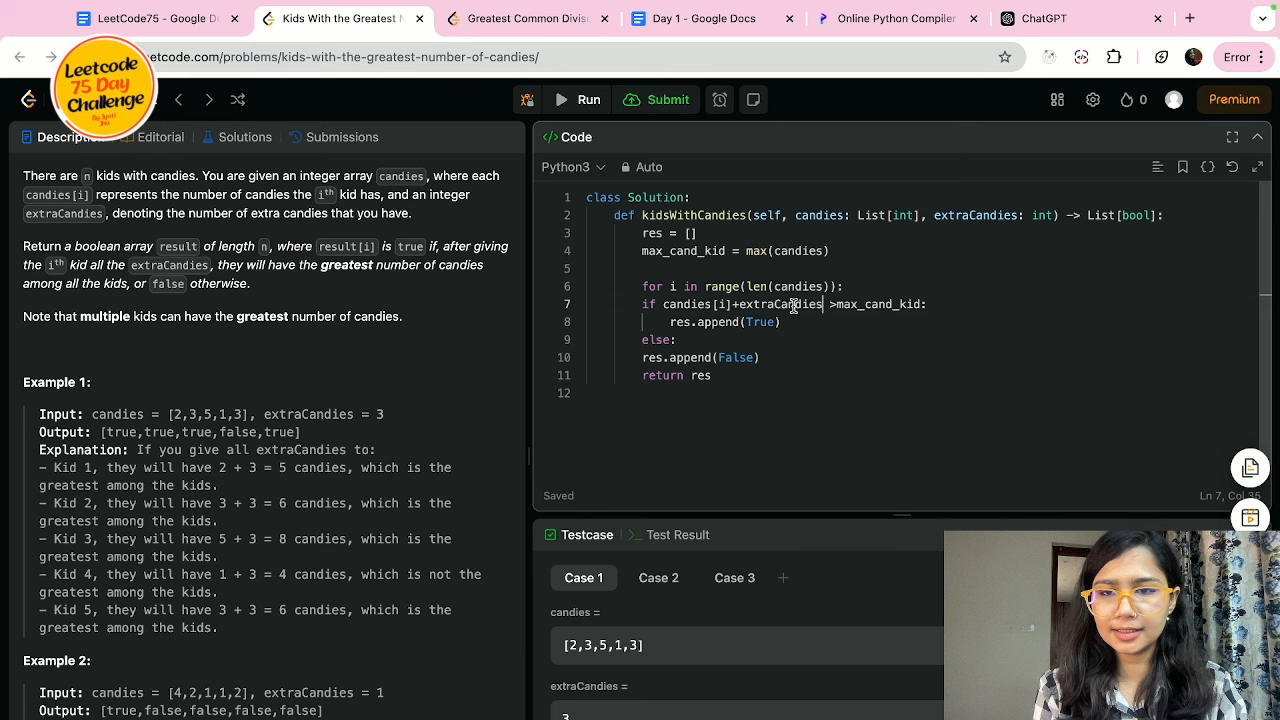 LeetCode75 - Google D
Kids With the Greatest N
Greatest Common Divis
Day 1 - Google Docs
Online Python Compiler
ChatGPT
etcode.com/problems/kids-with-the-greatest-number-of-candies/
Error
Leetcode
75 Day
Challenge
Run
Submit
0
Premium
Description
Editorial
Solutions
Submissions
</> Code
Python3
Auto
There are n kids with candies. You are given an integer array candies, where each
candies[i] represents the number of candies the ith kid has, and an integer
extraCandies, denoting the number of extra candies that you have.
Return a boolean array result of length n, where result[i] is true if, after giving
the ith kid all the extraCandies, they will have the greatest number of candies
among all the kids, or false otherwise.
Note that multiple kids can have the greatest number of candies.
Example 1:
Input: candies = [2,3,5,1,3], extraCandies = 3
Output: [true,true,true,false,true]
Explanation: If you give all extraCandies to:
- Kid 1, they will have 2 + 3 = 5 candies, which is the
greatest among the kids.
- Kid 2, they will have 3 + 3 = 6 candies, which is the
greatest among the kids.
- Kid 3, they will have 5 + 3 = 8 candies, which is the
greatest among the kids.
- Kid 4, they will have 1 + 3 = 4 candies, which is not the
greatest among the kids.
- Kid 5, they will have 3 + 3 = 6 candies, which is the
greatest among the kids.
Example 2:
Input: candies = [4,2,1,1,2], extraCandies = 1
Output: [true,false,false,false,false]
1 class Solution:
2 def kidsWithCandies(self, candies: List[int], extraCandies: int) -> List[bool]:
3 res = []
4 max_cand_kid = max(candies)
5
6 for i in range(len(candies)):
7 if candies[i]+extraCandies >max_cand_kid:
8 res.append(True)
9 else:
10 res.append(False)
11 return res
12
Saved
Ln 7, Col 35
Testcase
Test Result
Case 1
Case 2
Case 3
candies =
[2,3,5,1,3]
extraCandies =
3